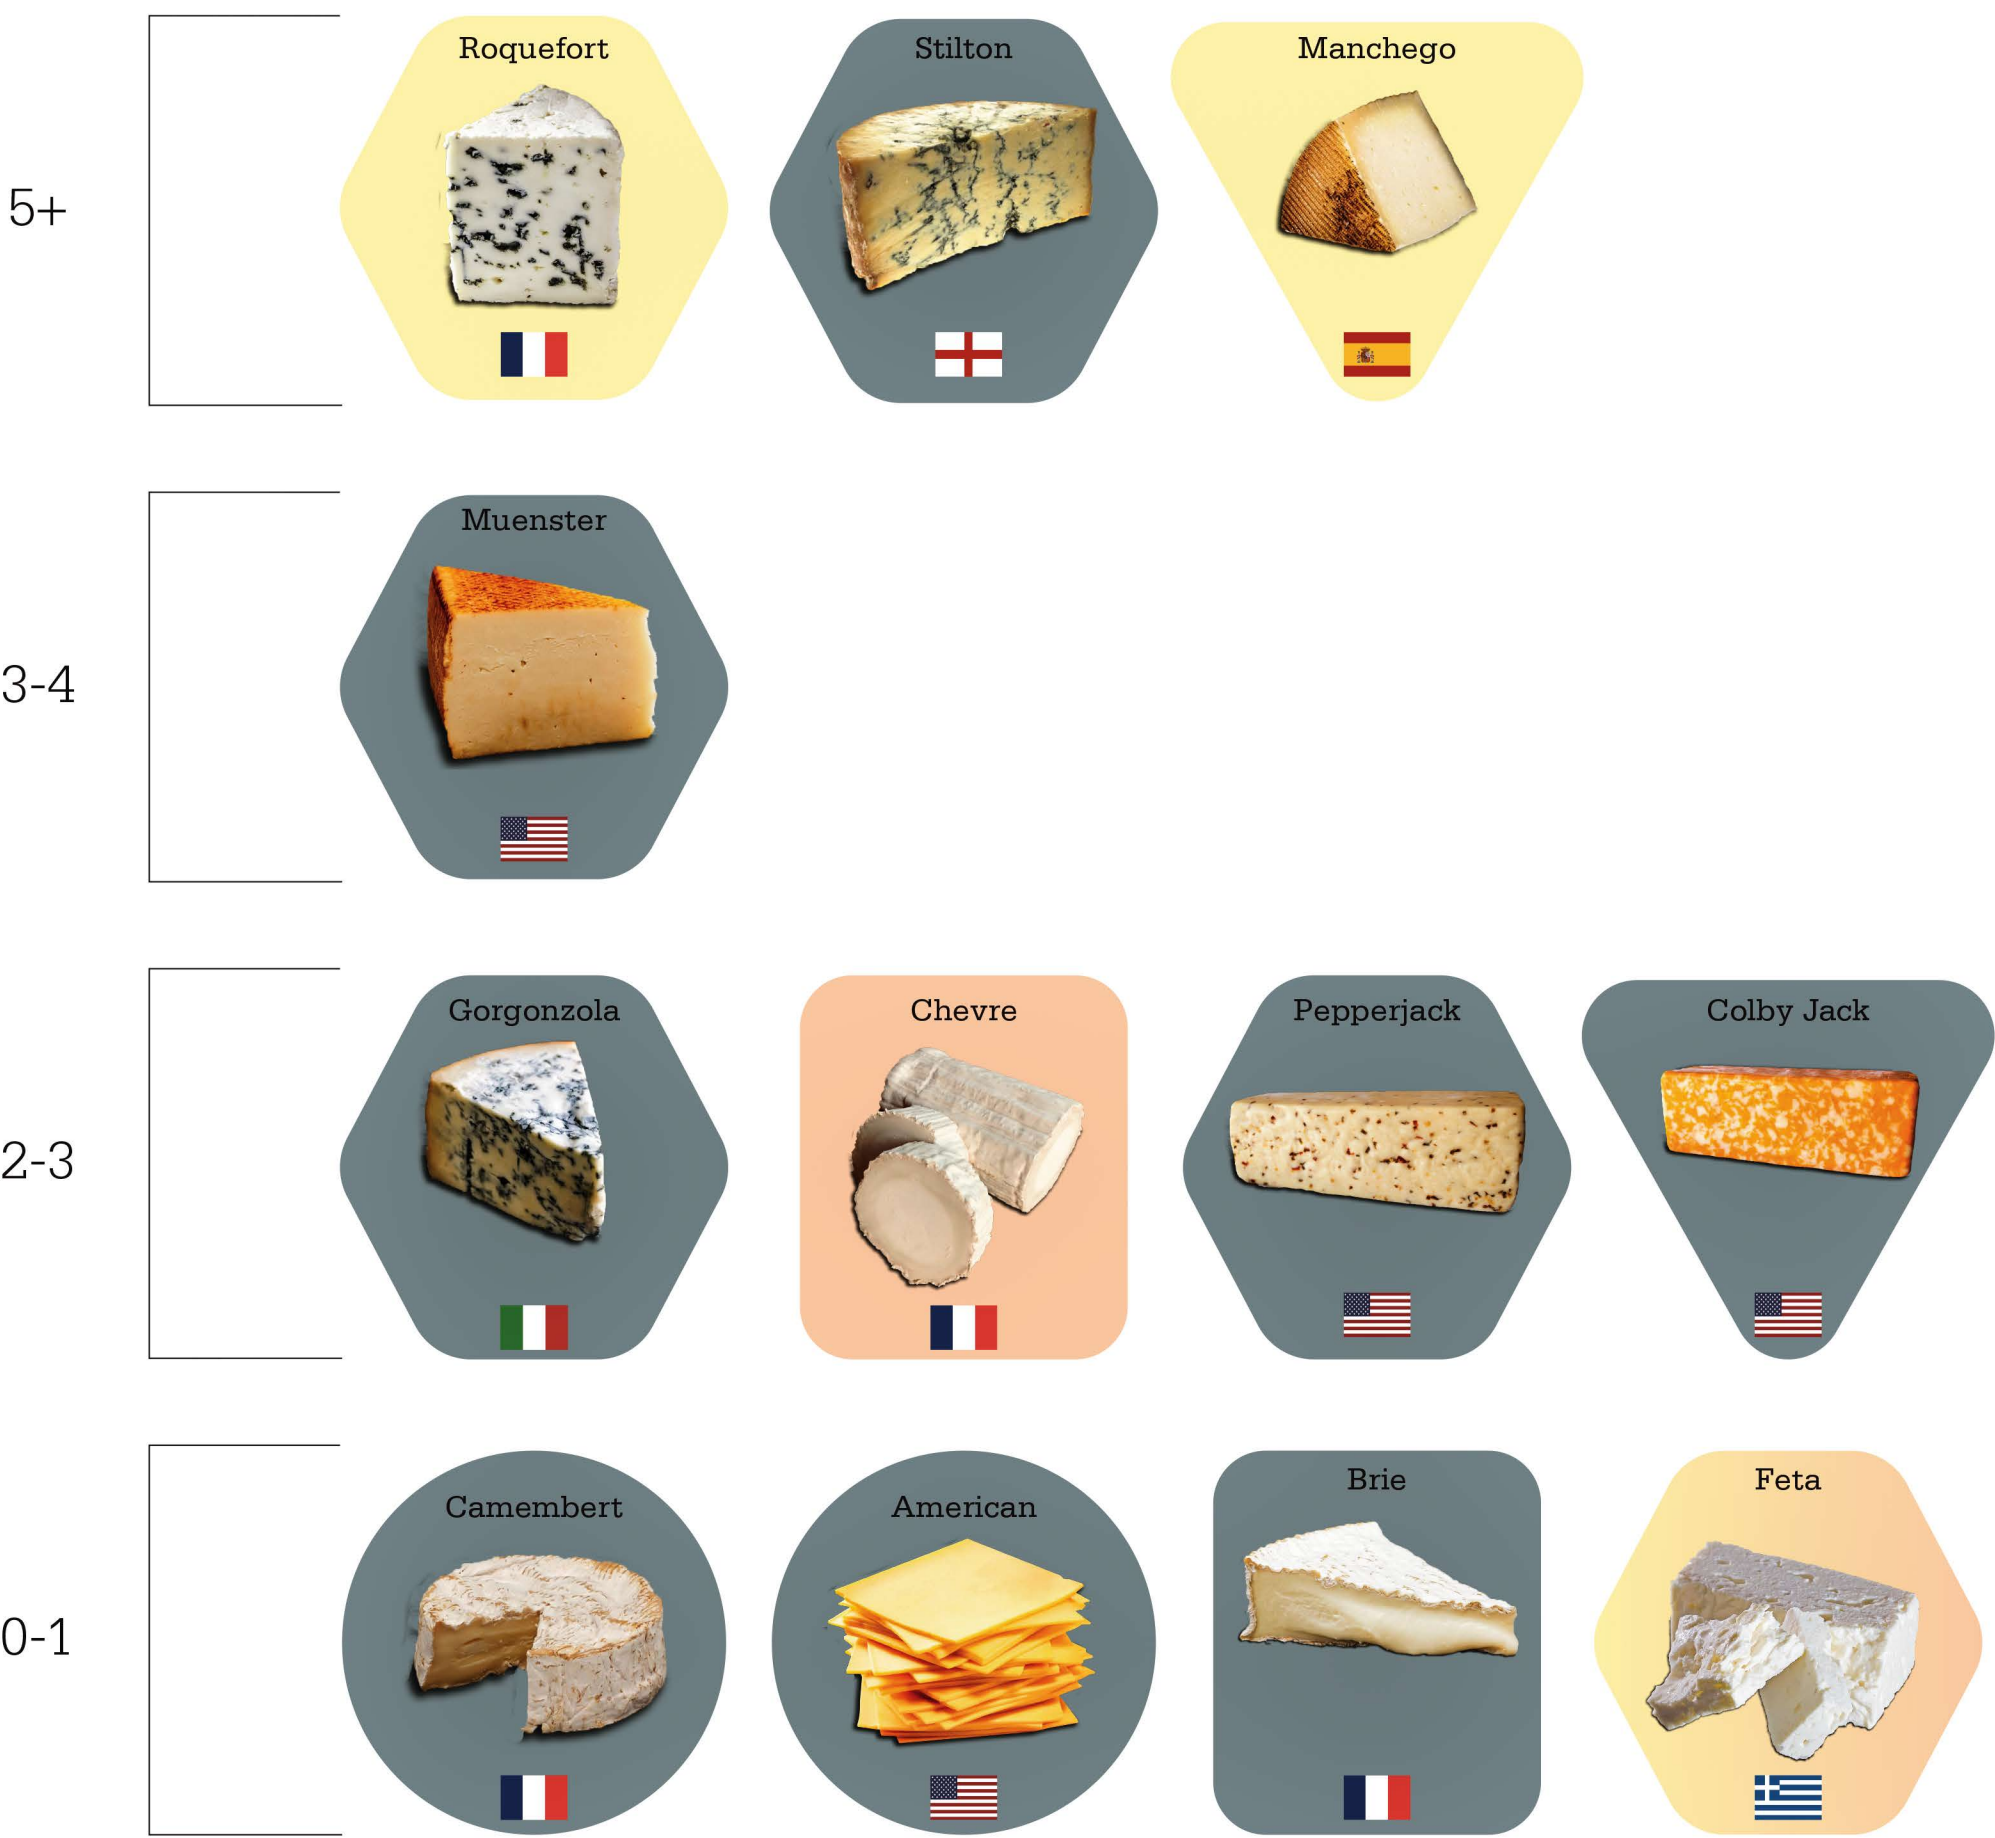 Roquefort
Stilton
Manchego
5+
Muenster
3-4
Gorgonzola
Chevre
Pepperjack
Colby Jack
2-3
Camembert
American
Brie
Feta
0-1